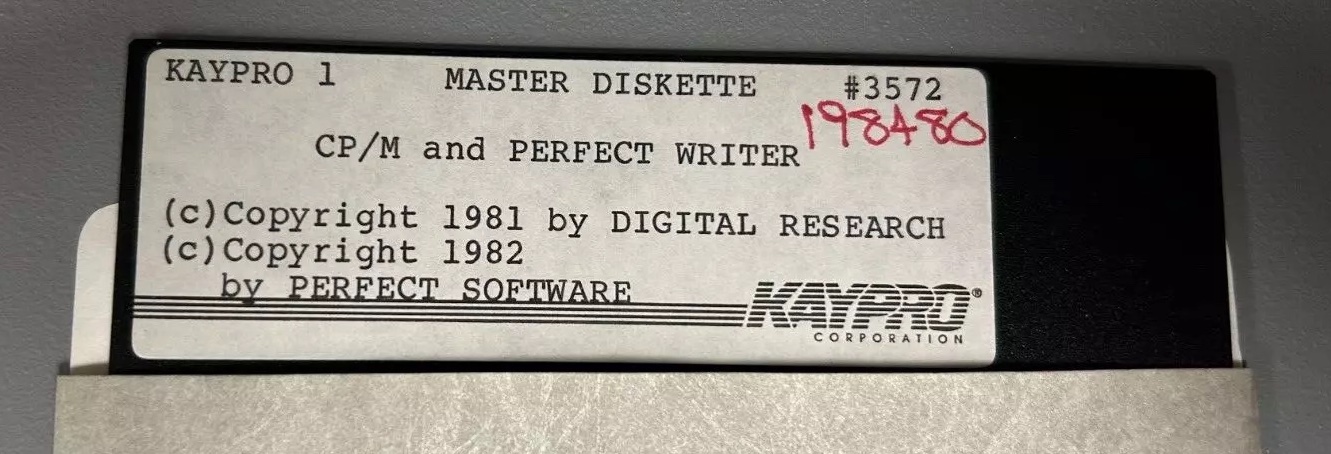 KAYPRO 1 MASTER DISKETTE #3572
198480
CP/M and PERFECT WRITER
(c)Copyright 1981 by DIGITAL RESEARCH
(c)Copyright 1982
by PERFECT SOFTWARE
KAYPRO®
CORPORATION